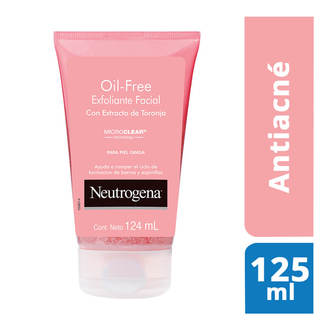 Oil-Free
Exfoliante Facial
Con Extracto de Toronja
MICROCLEAR®
PARA PIEL GRASA
Ayuda a romper el ciclo de
formación de barros y espinillas
Neutrogena®
Cont. Neto 124 mL
Antiacné
125
ml